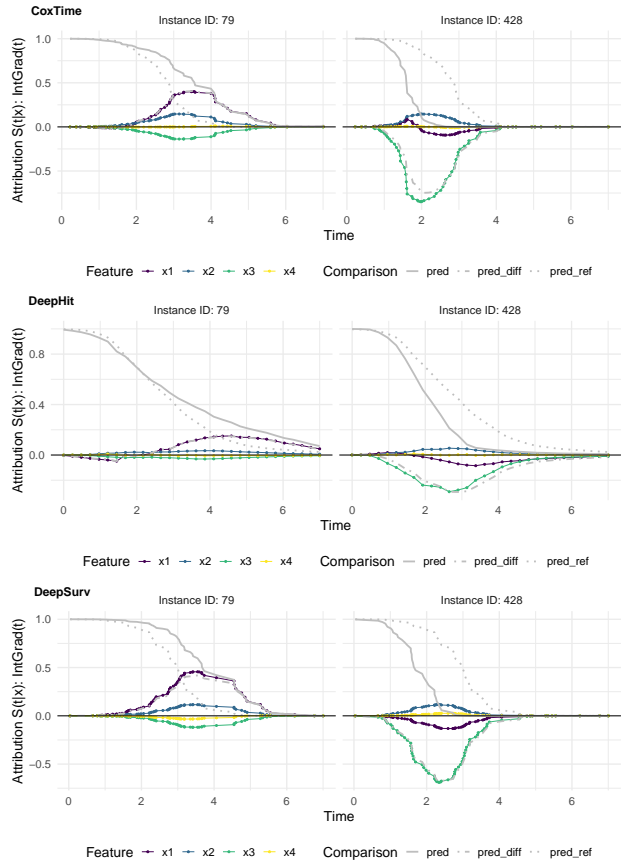 CoxTime
Instance ID: 79
Instance ID: 428
Attribution S(t|x): IntGrad(t)
1.0
0.5
0.0
−0.5
0
2
4
6
0
2
4
6
Time
Feature x1 x2 x3 x4 Comparison pred pred_diff pred_ref
DeepHit
Instance ID: 79
Instance ID: 428
Attribution S(t|x): IntGrad(t)
0.8
0.4
0.0
0
2
4
6
0
2
4
6
Time
Feature x1 x2 x3 x4 Comparison pred pred_diff pred_ref
DeepSurv
Instance ID: 79
Instance ID: 428
Attribution S(t|x): IntGrad(t)
1.0
0.5
0.0
−0.5
0
2
4
6
0
2
4
6
Time
Feature x1 x2 x3 x4 Comparison pred pred_diff pred_ref